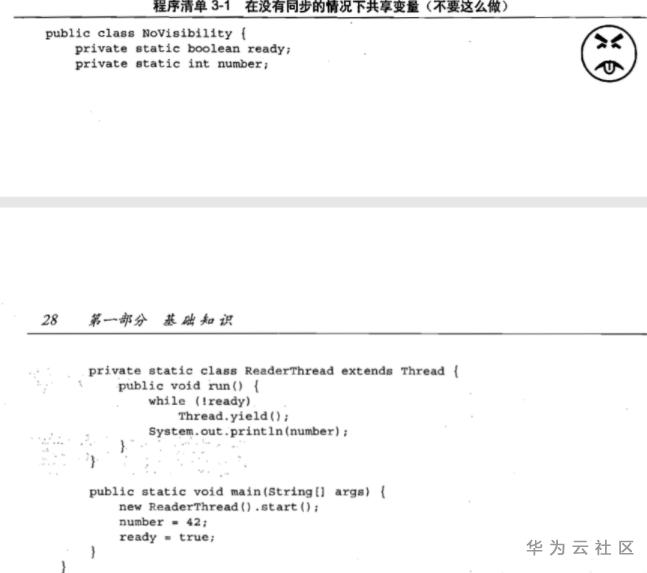 程序清单 3-1 在没有同步的情况下共享变量（不要这么做）
public class NoVisibility {
    private static boolean ready;
    private static int number;
28 第一部分 基础知识
    private static class ReaderThread extends Thread {
        public void run() {
            while (!ready)
                Thread.yield();
            System.out.println(number);
        }
    }
    public static void main(String[] args) {
        new ReaderThread().start();
        number = 42;
        ready = true;
    }
}
华为云社区